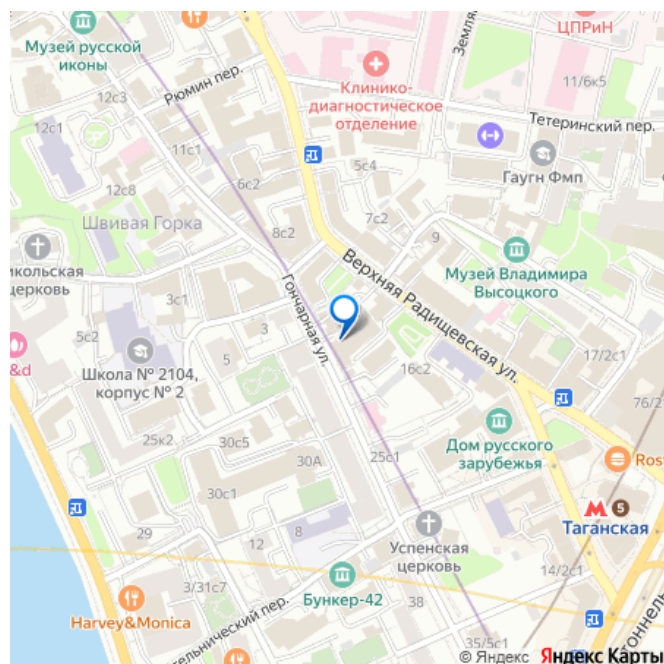 ЦПРиН
Музей русской
иконы
Рюмин пер.
Клинико-
диагностическое
отделение
Землян
11/6к5
12с3
Тетеринский пер.
12с1
11с1
5с4
Гаугн Фмп
6с2
12с8
7с2
Швивая Горка
8с2
9
Верхняя Радищевская ул.
Музей Владимира
Высоцкого
икольская
церковь
3с1
Гончарная ул.
3
5с2
&d
5
17/2с1
Школа № 2104,
корпус № 2
16с2
76/2
Дом русского
зарубежья
25к2
30с5
30А
25с1
Rost
30с1
5
Таганская
29
12
8
Успенская
церковь
14/2с1
3/31с7
Бункер-42
38
Harvey&Monica
тельнический пер.
35/5с1
тоннель
© Яндекс Яндекс Карты